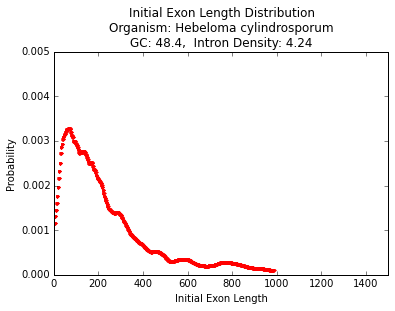 Initial Exon Length Distribution
Organism: Hebeloma cylindrosporum
GC: 48.4,  Intron Density: 4.24
0.005
0.004
0.003
0.002
0.001
0.000
Probability
0
200
400
600
800
1000
1200
1400
Initial Exon Length